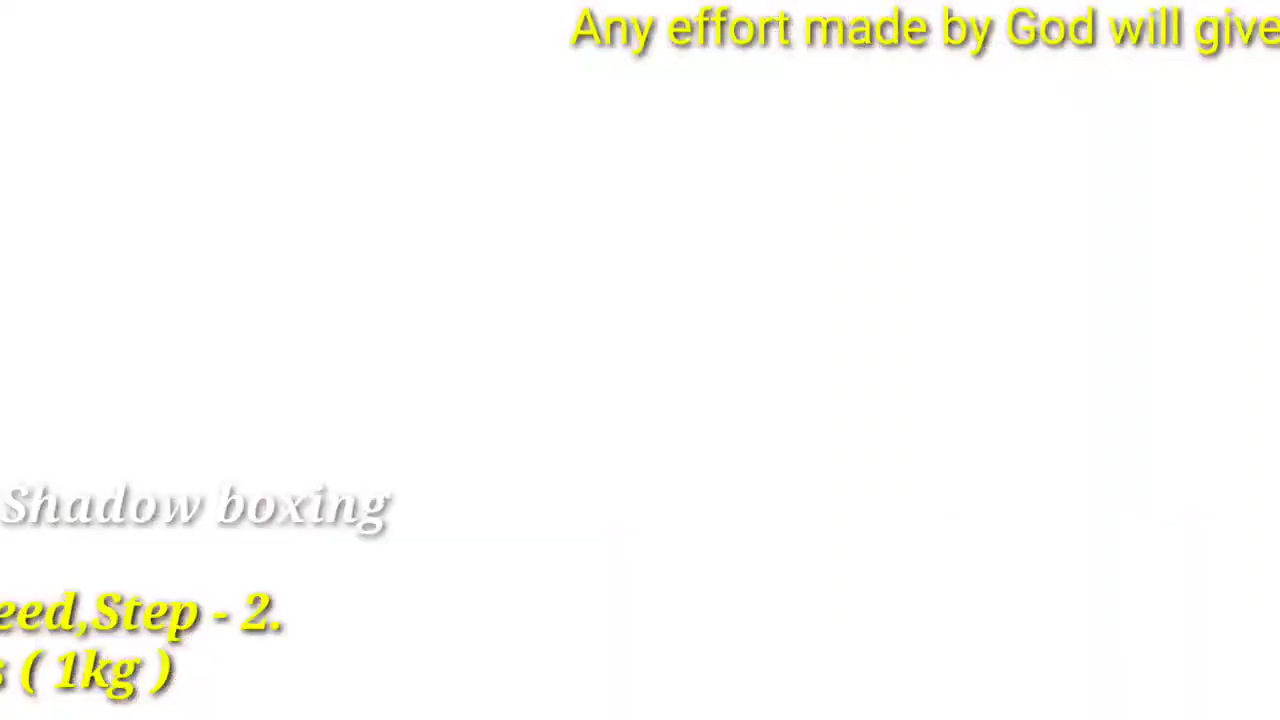 Any effort made by God will give
Shadow boxing
eed,Step - 2.
s ( 1kg )